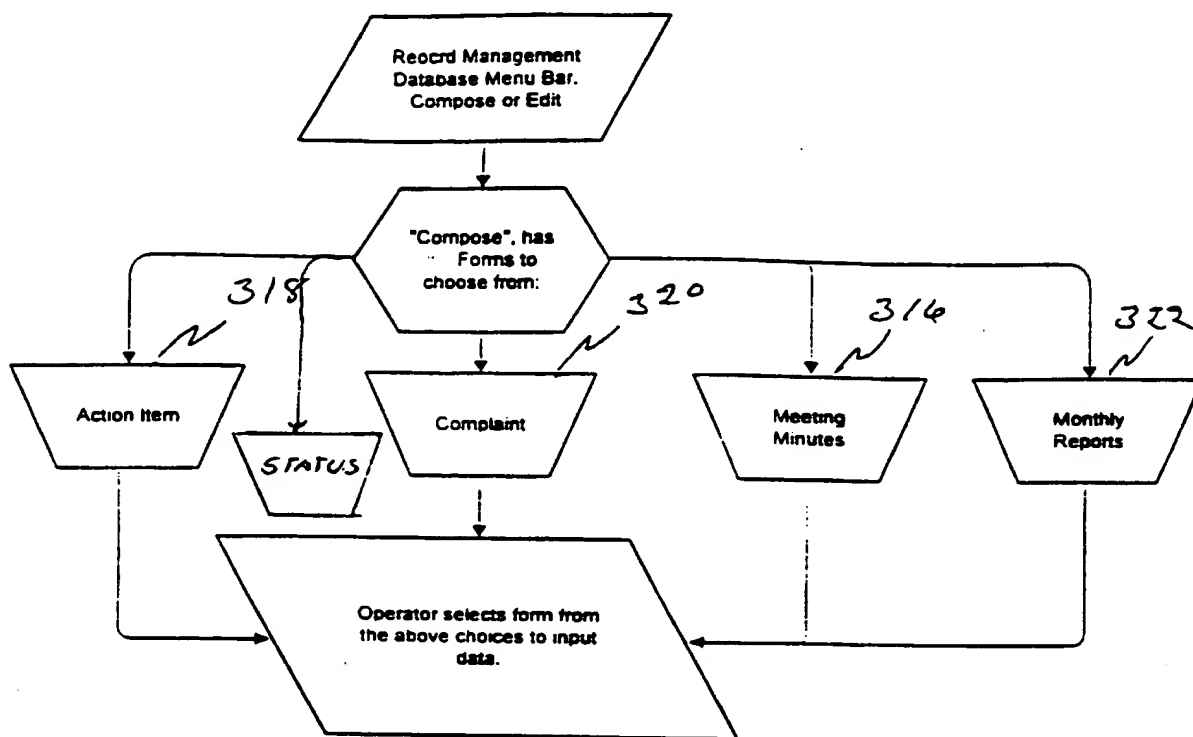 Reocrd Management
Database Menu Bar.
Compose or Edit
"Compose", has
Forms to
choose from:
318
320
316
322
Action Item
STATUS
Complaint
Meeting
Minutes
Monthly
Reports
Operator selects form from
the above choices to input
data.